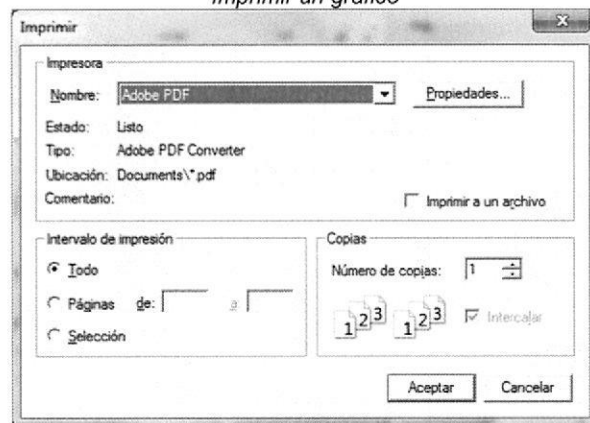 Imprimir un gráfico
Imprimir
Impresora
Nombre: Adobe PDF Propiedades...
Estado: Listo
Tipo: Adobe PDF Converter
Ubicación: Documents\*.pdf
Comentario: Imprimir a un archivo
Intervalo de impresión
Todo
Páginas de: a
Selección
Copias
Número de copias: 1
1 2 3 1 2 3
Intercalar
Aceptar Cancelar